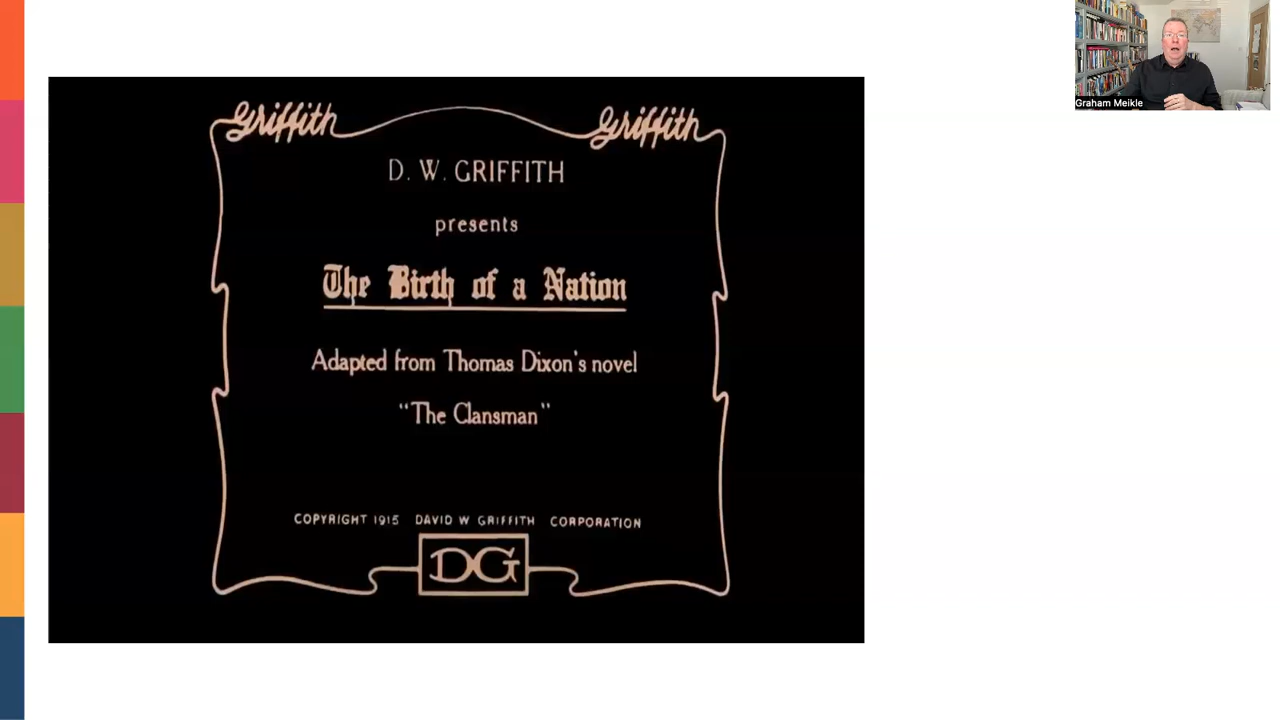 Griffith Griffith
D. W. GRIFFITH
presents
The Birth of a Nation
Adapted from Thomas Dixon's novel
"The Clansman"
COPYRIGHT 1915 DAVID W GRIFFITH CORPORATION
DG
Graham Meikle